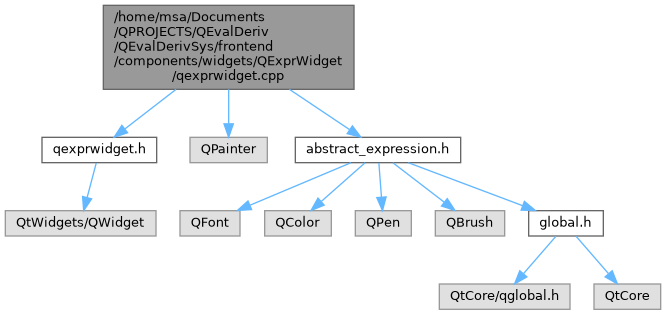 /home/msa/Documents
/QPROJECTS/QEvalDeriv
/QEvalDerivSys/frontend
/components/widgets/QExprWidget
/qexprwidget.cpp
qexprwidget.h
QPainter
abstract_expression.h
QtWidgets/QWidget
QFont
QColor
QPen
QBrush
global.h
QtCore/qglobal.h
QtCore